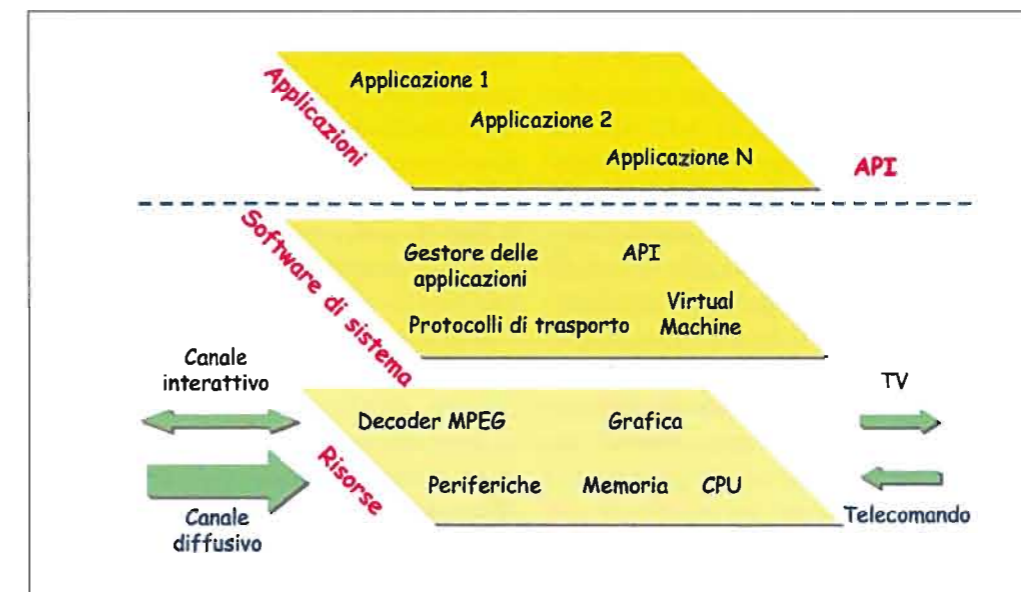 Applicazioni
Applicazione 1
Applicazione 2
Applicazione N
API
Software di sistema
Gestore delle
applicazioni
API
Protocolli di trasporto
Virtual
Machine
Canale
interattivo
TV
Risorse
Decoder MPEG
Grafica
Periferiche
Memoria
CPU
Canale
diffusivo
Telecomando